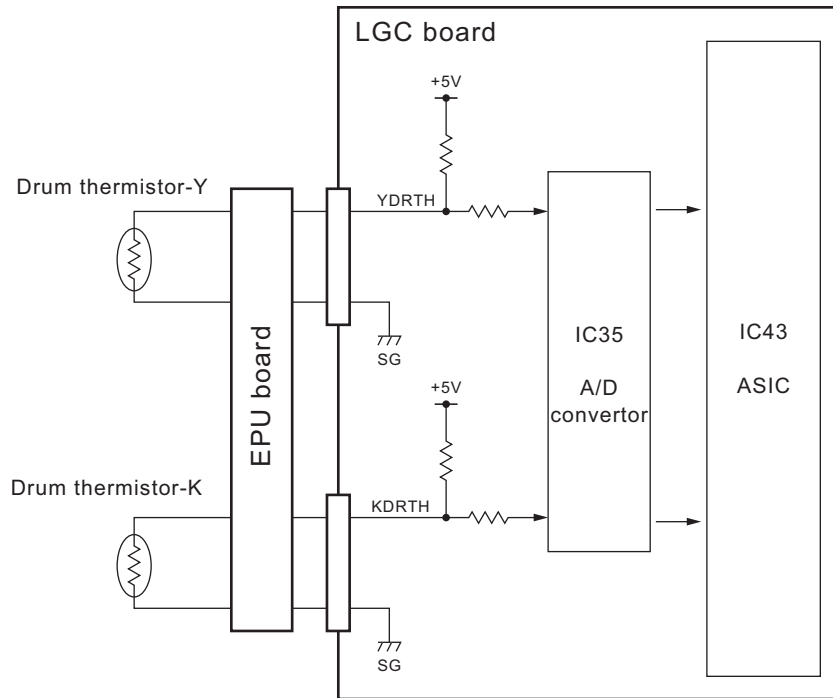 LGC board
+5V
Drum thermistor-Y
YDRTH
SG
EPU board
IC35
A/D
convertor
IC43
ASIC
+5V
Drum thermistor-K
KDRTH
SG